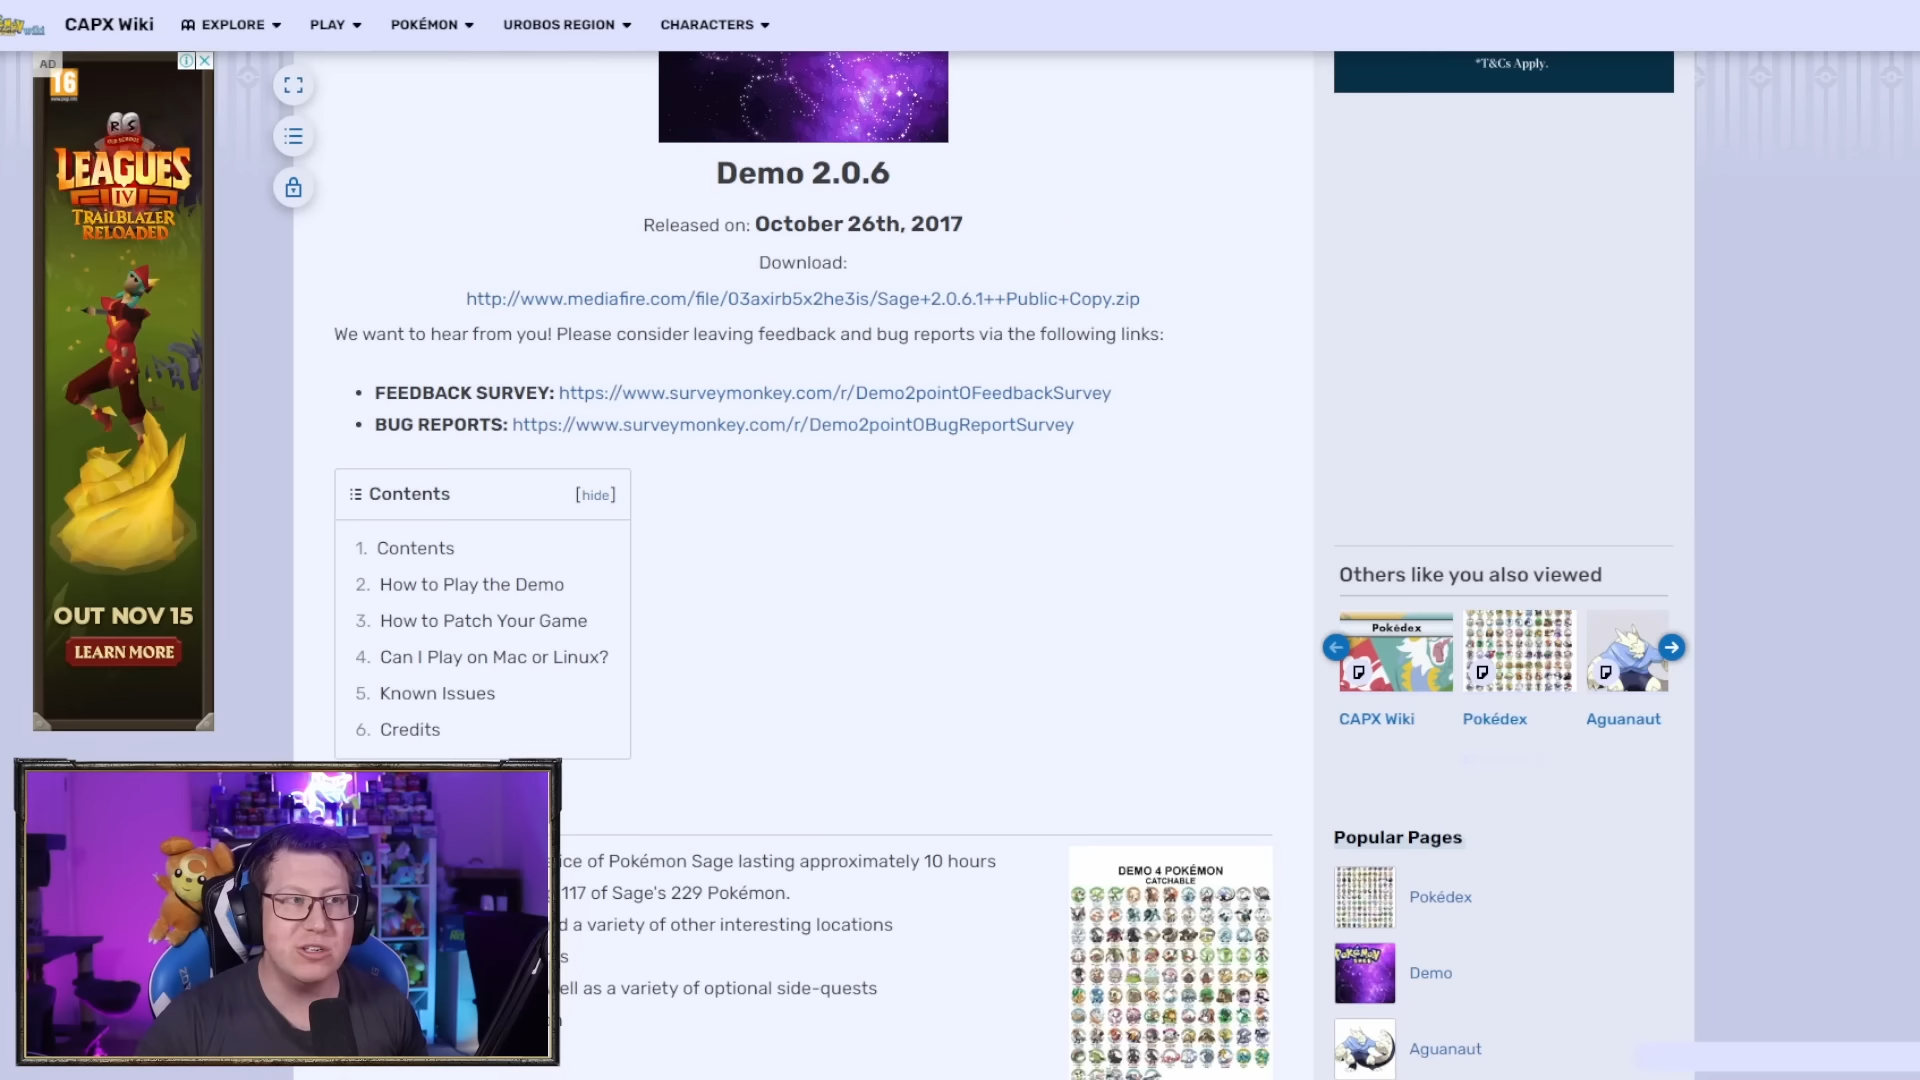 CAPX Wiki
EXPLORE
PLAY
POKÉMON
UROBOS REGION
CHARACTERS
AD
16
RS
LEAGUES
IV
TRAILBLAZER
RELOADED
OUT NOV 15
LEARN MORE
*T&Cs Apply.
Demo 2.0.6
Released on: October 26th, 2017
Download:
http://www.mediafire.com/file/03axirb5x2he3is/Sage+2.0.6.1++Public+Copy.zip
We want to hear from you! Please consider leaving feedback and bug reports via the following links:
• FEEDBACK SURVEY: https://www.surveymonkey.com/r/Demo2point0FeedbackSurvey
• BUG REPORTS: https://www.surveymonkey.com/r/Demo2point0BugReportSurvey
Contents [hide]
1. Contents
2. How to Play the Demo
3. How to Patch Your Game
4. Can I Play on Mac or Linux?
5. Known Issues
6. Credits
ice of Pokémon Sage lasting approximately 10 hours
117 of Sage's 229 Pokémon.
d a variety of other interesting locations
s
ell as a variety of optional side-quests
DEMO 4 POKÉMON
CATCHABLE
Others like you also viewed
Pokédex
CAPX Wiki
Pokédex
Aguanaut
Popular Pages
Pokédex
POKÉMON
Demo
Aguanaut